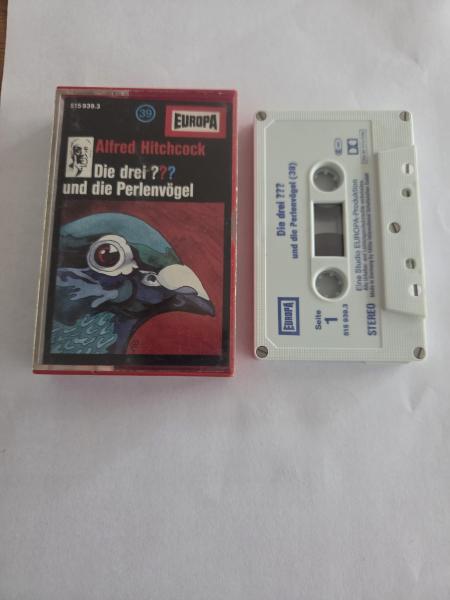 515 939.3
39
EUROPA
Alfred Hitchcock
Die drei ???
und die Perlenvögel
Die drei ???
und die Perlenvögel (39)
EUROPA
Seite
1
515 939.3
STEREO
Eine Studio EUROPA-Produktion